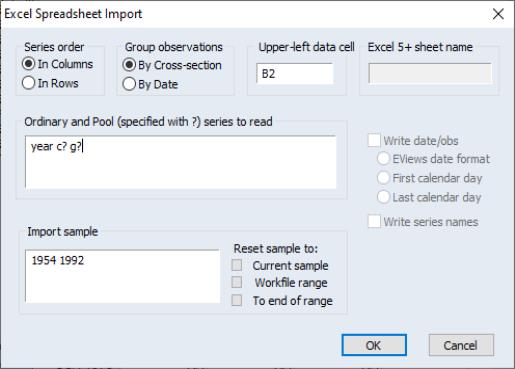 Excel Spreadsheet Import
Series order
In Columns
In Rows
Group observations
By Cross-section
By Date
Upper-left data cell
B2
Excel 5+ sheet name
Ordinary and Pool (specified with ?) series to read
year c? g?
Write date/obs
EViews date format
First calendar day
Last calendar day
Write series names
Import sample
1954 1992
Reset sample to:
Current sample
Workfile range
To end of range
OK
Cancel